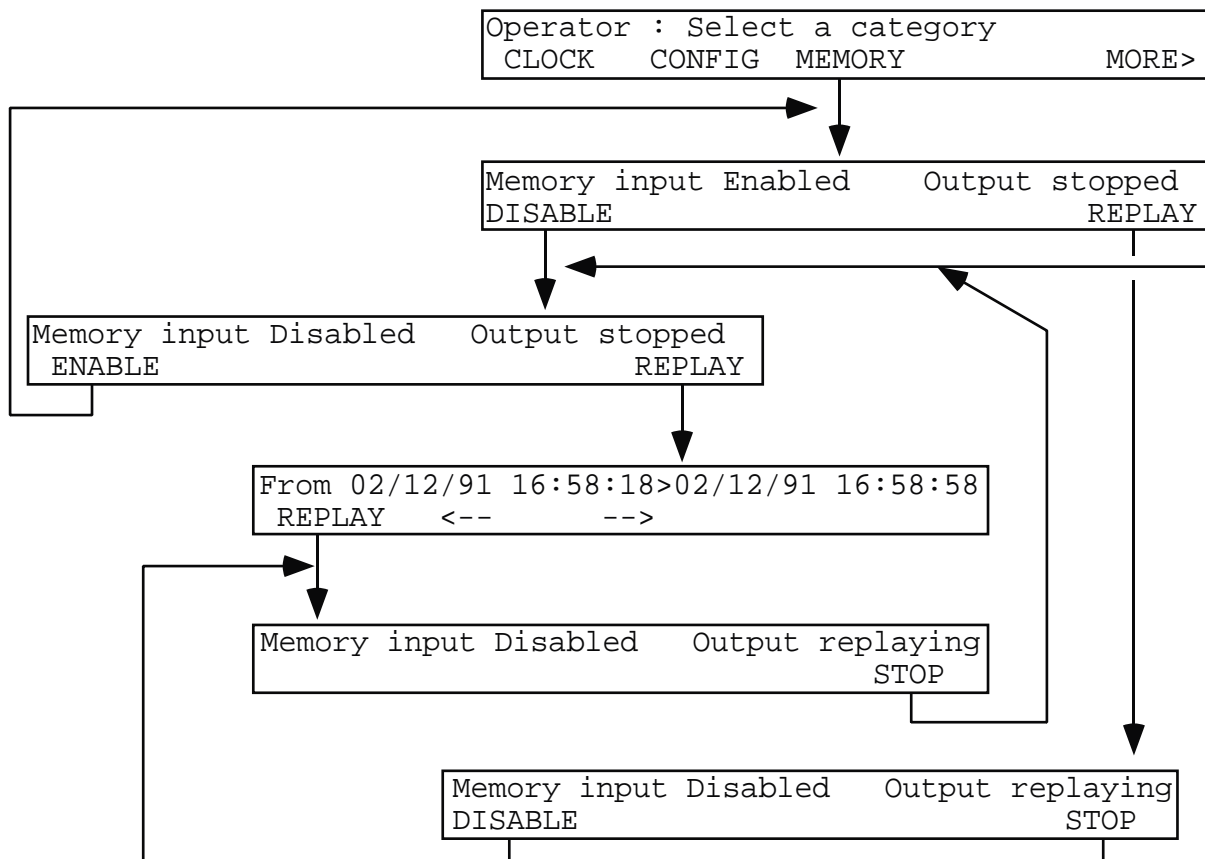 Operator : Select a category
CLOCK CONFIG MEMORY MORE>
Memory input Enabled Output stopped
DISABLE REPLAY
Memory input Disabled Output stopped
ENABLE REPLAY
From 02/12/91 16:58:18>02/12/91 16:58:58
REPLAY <-- -->
Memory input Disabled Output replaying
STOP
Memory input Disabled Output replaying
DISABLE STOP